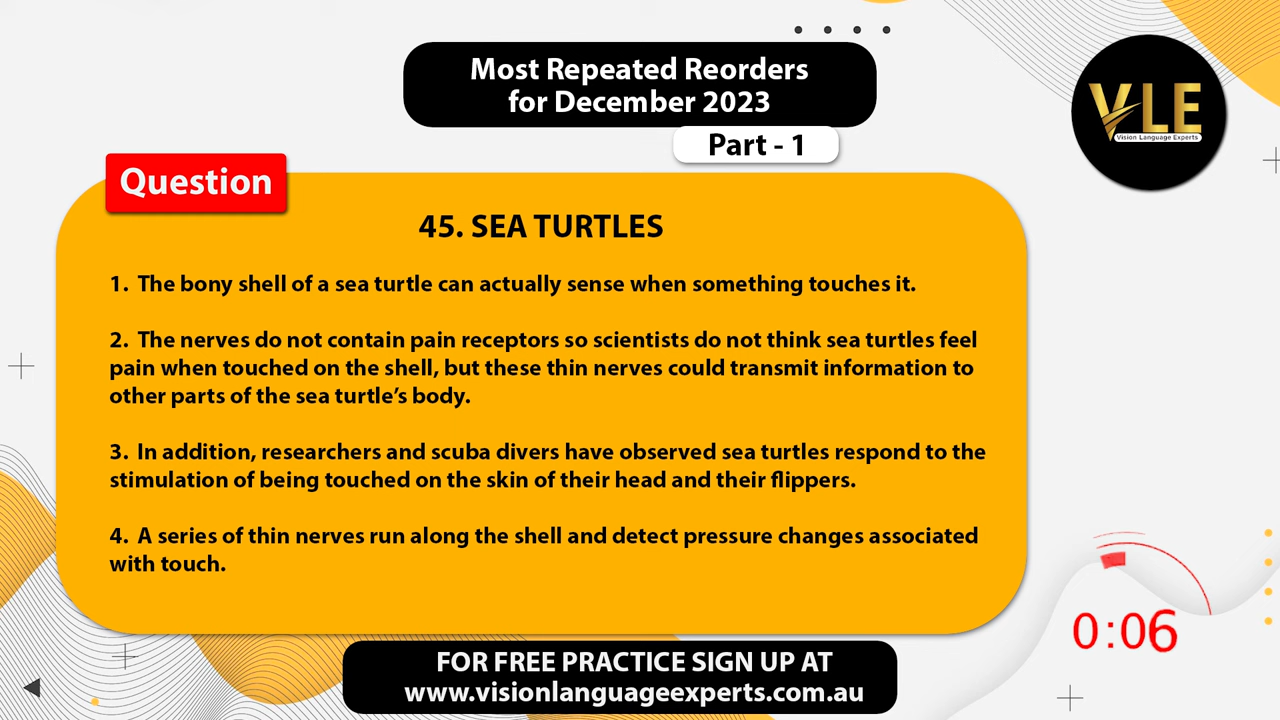 Most Repeated Reorders
for December 2023
Part - 1
VLE
Vision Language Experts
Question
45. SEA TURTLES
1. The bony shell of a sea turtle can actually sense when something touches it.
2. The nerves do not contain pain receptors so scientists do not think sea turtles feel
pain when touched on the shell, but these thin nerves could transmit information to
other parts of the sea turtle’s body.
3. In addition, researchers and scuba divers have observed sea turtles respond to the
stimulation of being touched on the skin of their head and their flippers.
4. A series of thin nerves run along the shell and detect pressure changes associated
with touch.
0:06
FOR FREE PRACTICE SIGN UP AT
www.visionlanguageexperts.com.au